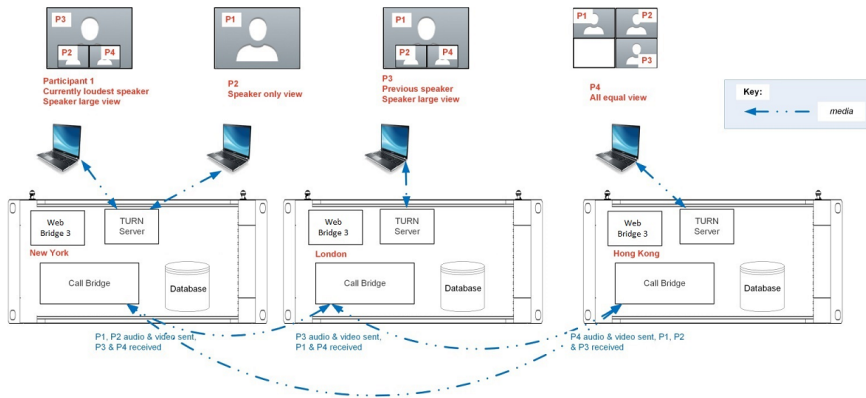 P3
P2
P4
P1
P1
P2
P4
P1
P2
P3
Participant 1
Currently loudest speaker
Speaker large view
P2
Speaker only view
P3
Previous speaker
Speaker large view
P4
All equal view
Key:
media
Web
Bridge 3
TURN
Server
New York
Call Bridge
Database
Web
Bridge 3
TURN
Server
London
Call Bridge
Database
Web
Bridge 3
TURN
Server
Hong Kong
Call Bridge
Database
P1, P2 audio & video sent,
P3 & P4 received
P3 audio & video sent,
P1 & P4 received
P4 audio & video sent, P1, P2
& P3 received